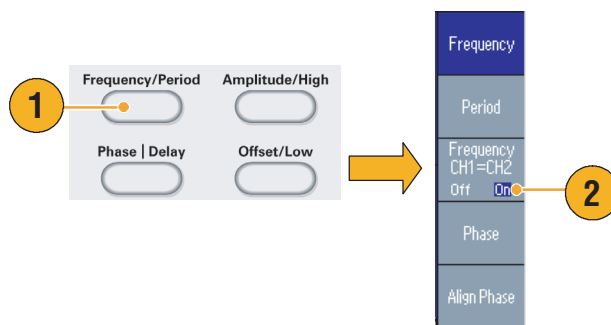 Frequency/Period
Amplitude/High
1
Phase | Delay
Offset/Low
Frequency
Period
Frequency
CH1=CH2
Off On
2
Phase
Align Phase